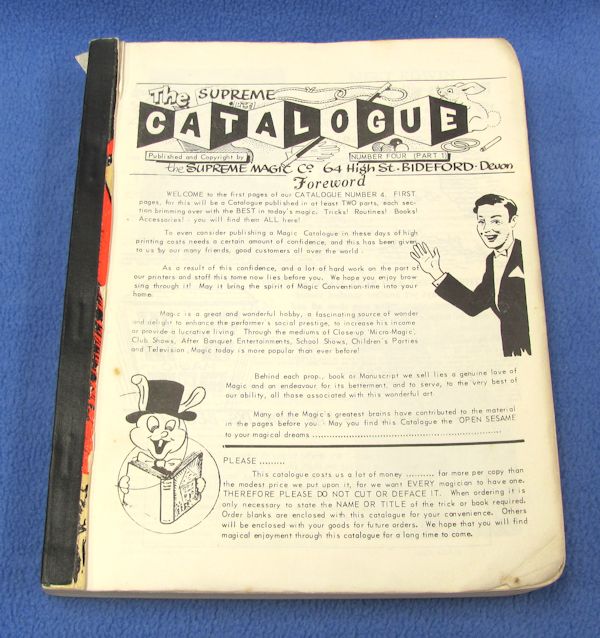 The SUPREME
CATALOGUE
Published and Copyright by NUMBER FOUR (PART 1)
the SUPREME MAGIC Co 64 High St. BIDEFORD. Devon
Foreword
WELCOME to the first pages of our CATALOGUE NUMBER 4. FIRST
pages, for this will be a Catalogue published in at least TWO parts, each sec-
tion brimming over with the BEST in today's magic. Tricks! Routines! Books!
Accessories! - you will find them ALL here!
To even consider publishing a Magic Catalogue in these days of high
printing costs needs a certain amount of confidence, and this has been given
to us by our many friends, good customers all over the world.
As a result of this confidence, and a lot of hard work on the part of
our printers and staff this tome now lies before you. We hope you enjoy brow
sing through it! May it bring the spirit of Magic Convention-time into your
home.
Magic is a great and wonderful hobby, a fascinating source of wonder
and delight to enhance the performer's social prestige, to increase his income
or provide a lucrative living. Through the mediums of Close-up 'Micro-Magic',
Club Shows, After Banquet Entertainments, School Shows, Children's Parties
and Television, Magic today is more popular than ever before!
Behind each prop., book or Manuscript we sell lies a genuine love of
Magic and an endeavour for its betterment, and to serve, to the very best of
our ability, all those associated with this wonderful art.
Many of the Magic's greatest brains have contributed to the material
in the pages before you. May you find this Catalogue the OPEN SESAME
to your magical dreams ......................................................
PLEASE .........
This catalogue costs us a lot of money .......... far more per copy than
the modest price we put upon it, for we want EVERY magician to have one.
THEREFORE PLEASE DO NOT CUT OR DEFACE IT. When ordering it is
only necessary to state the NAME OR TITLE of the trick or book required.
Order blanks are enclosed with this catalogue for your convenience. Others
will be enclosed with your goods for future orders. We hope that you will find
magical enjoyment through this catalogue for a long time to come.